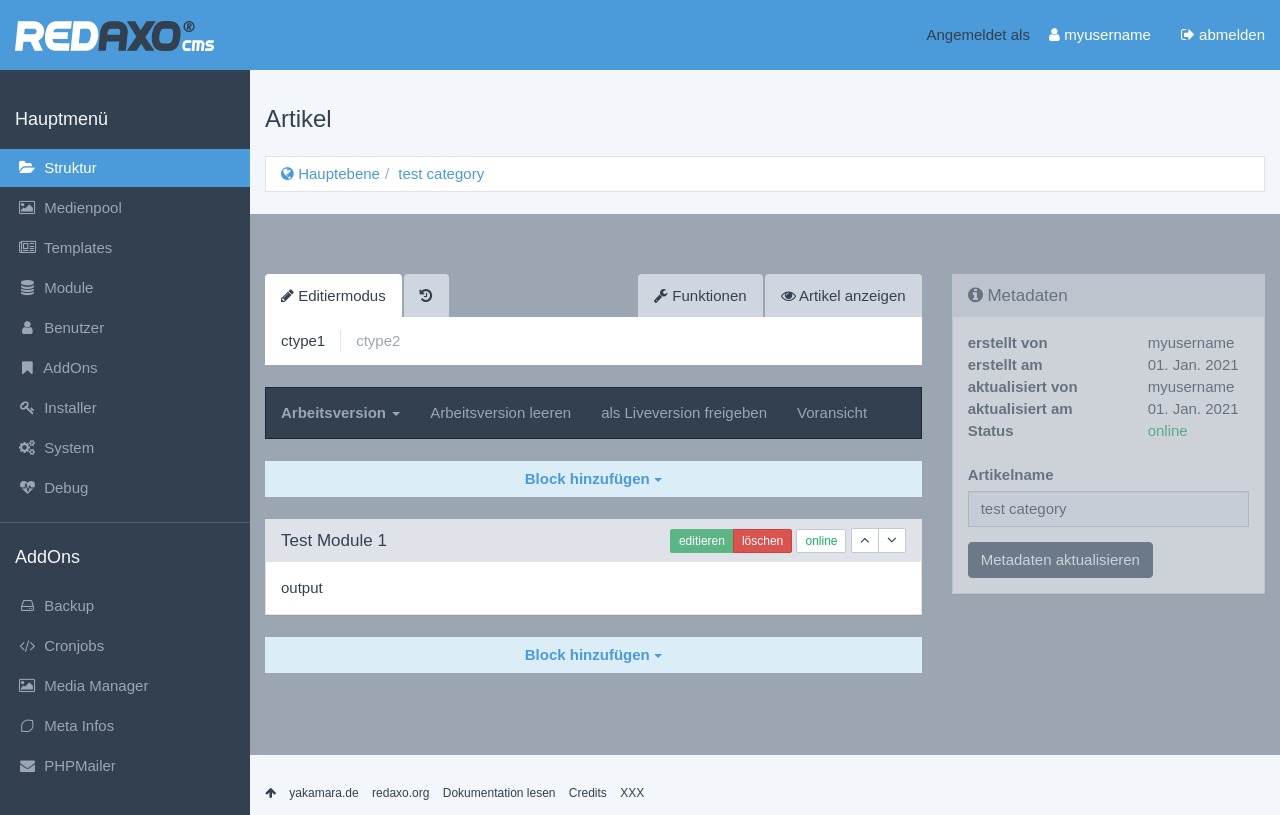 REDAXO® cms
Angemeldet als myusername abmelden
Hauptmenü
Struktur
Medienpool
Templates
Module
Benutzer
AddOns
Installer
System
Debug
AddOns
Backup
Cronjobs
Media Manager
Meta Infos
PHPMailer
Artikel
Hauptebene / test category
Editiermodus Funktionen Artikel anzeigen
ctype1 ctype2
Arbeitsversion Arbeitsversion leeren als Liveversion freigeben Voransicht
Block hinzufügen
Test Module 1 editieren löschen online
output
Block hinzufügen
Metadaten
erstellt von myusername
erstellt am 01. Jan. 2021
aktualisiert von myusername
aktualisiert am 01. Jan. 2021
Status online
Artikelname
test category
Metadaten aktualisieren
yakamara.de redaxo.org Dokumentation lesen Credits XXX